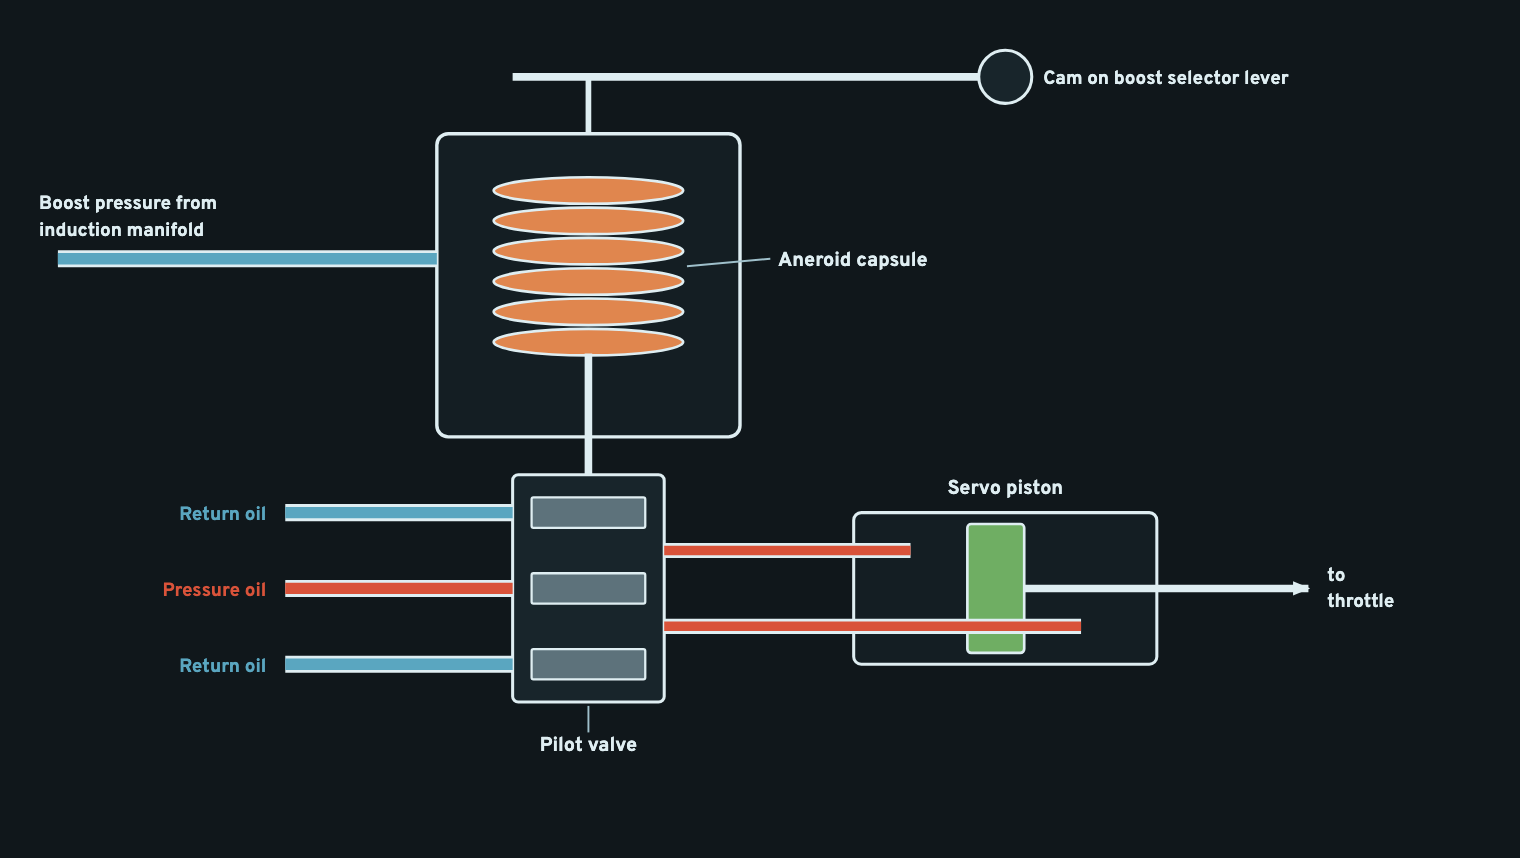 Cam on boost selector lever
Boost pressure from
induction manifold
Aneroid capsule
Servo piston
Return oil
Pressure oil
to
throttle
Return oil
Pilot valve